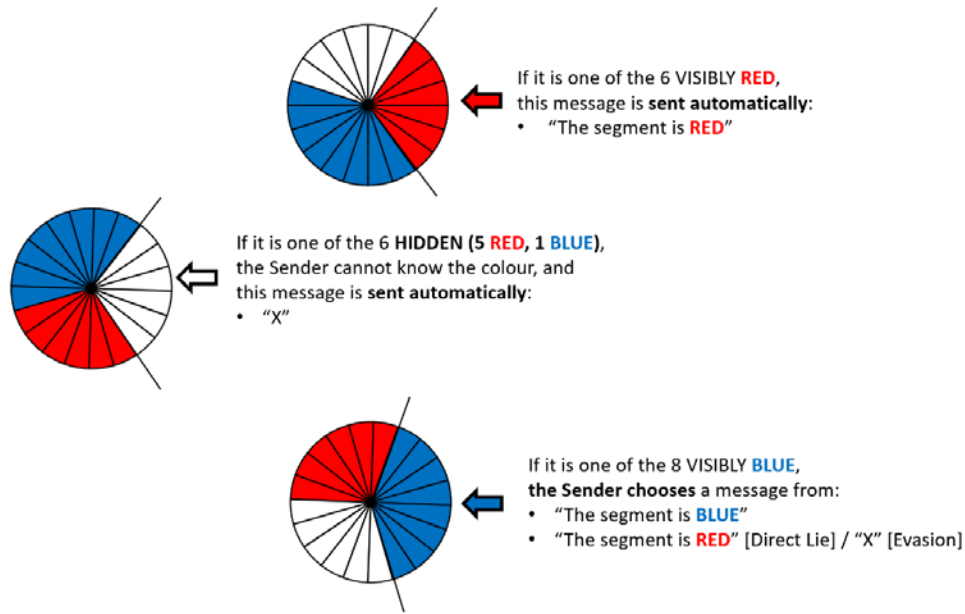 If it is one of the 6 VISIBLY RED,
this message is sent automatically:
• “The segment is RED”
If it is one of the 6 HIDDEN (5 RED, 1 BLUE),
the Sender cannot know the colour, and
this message is sent automatically:
• “X”
If it is one of the 8 VISIBLY BLUE,
the Sender chooses a message from:
• “The segment is BLUE”
• “The segment is RED” [Direct Lie] / “X” [Evasion]